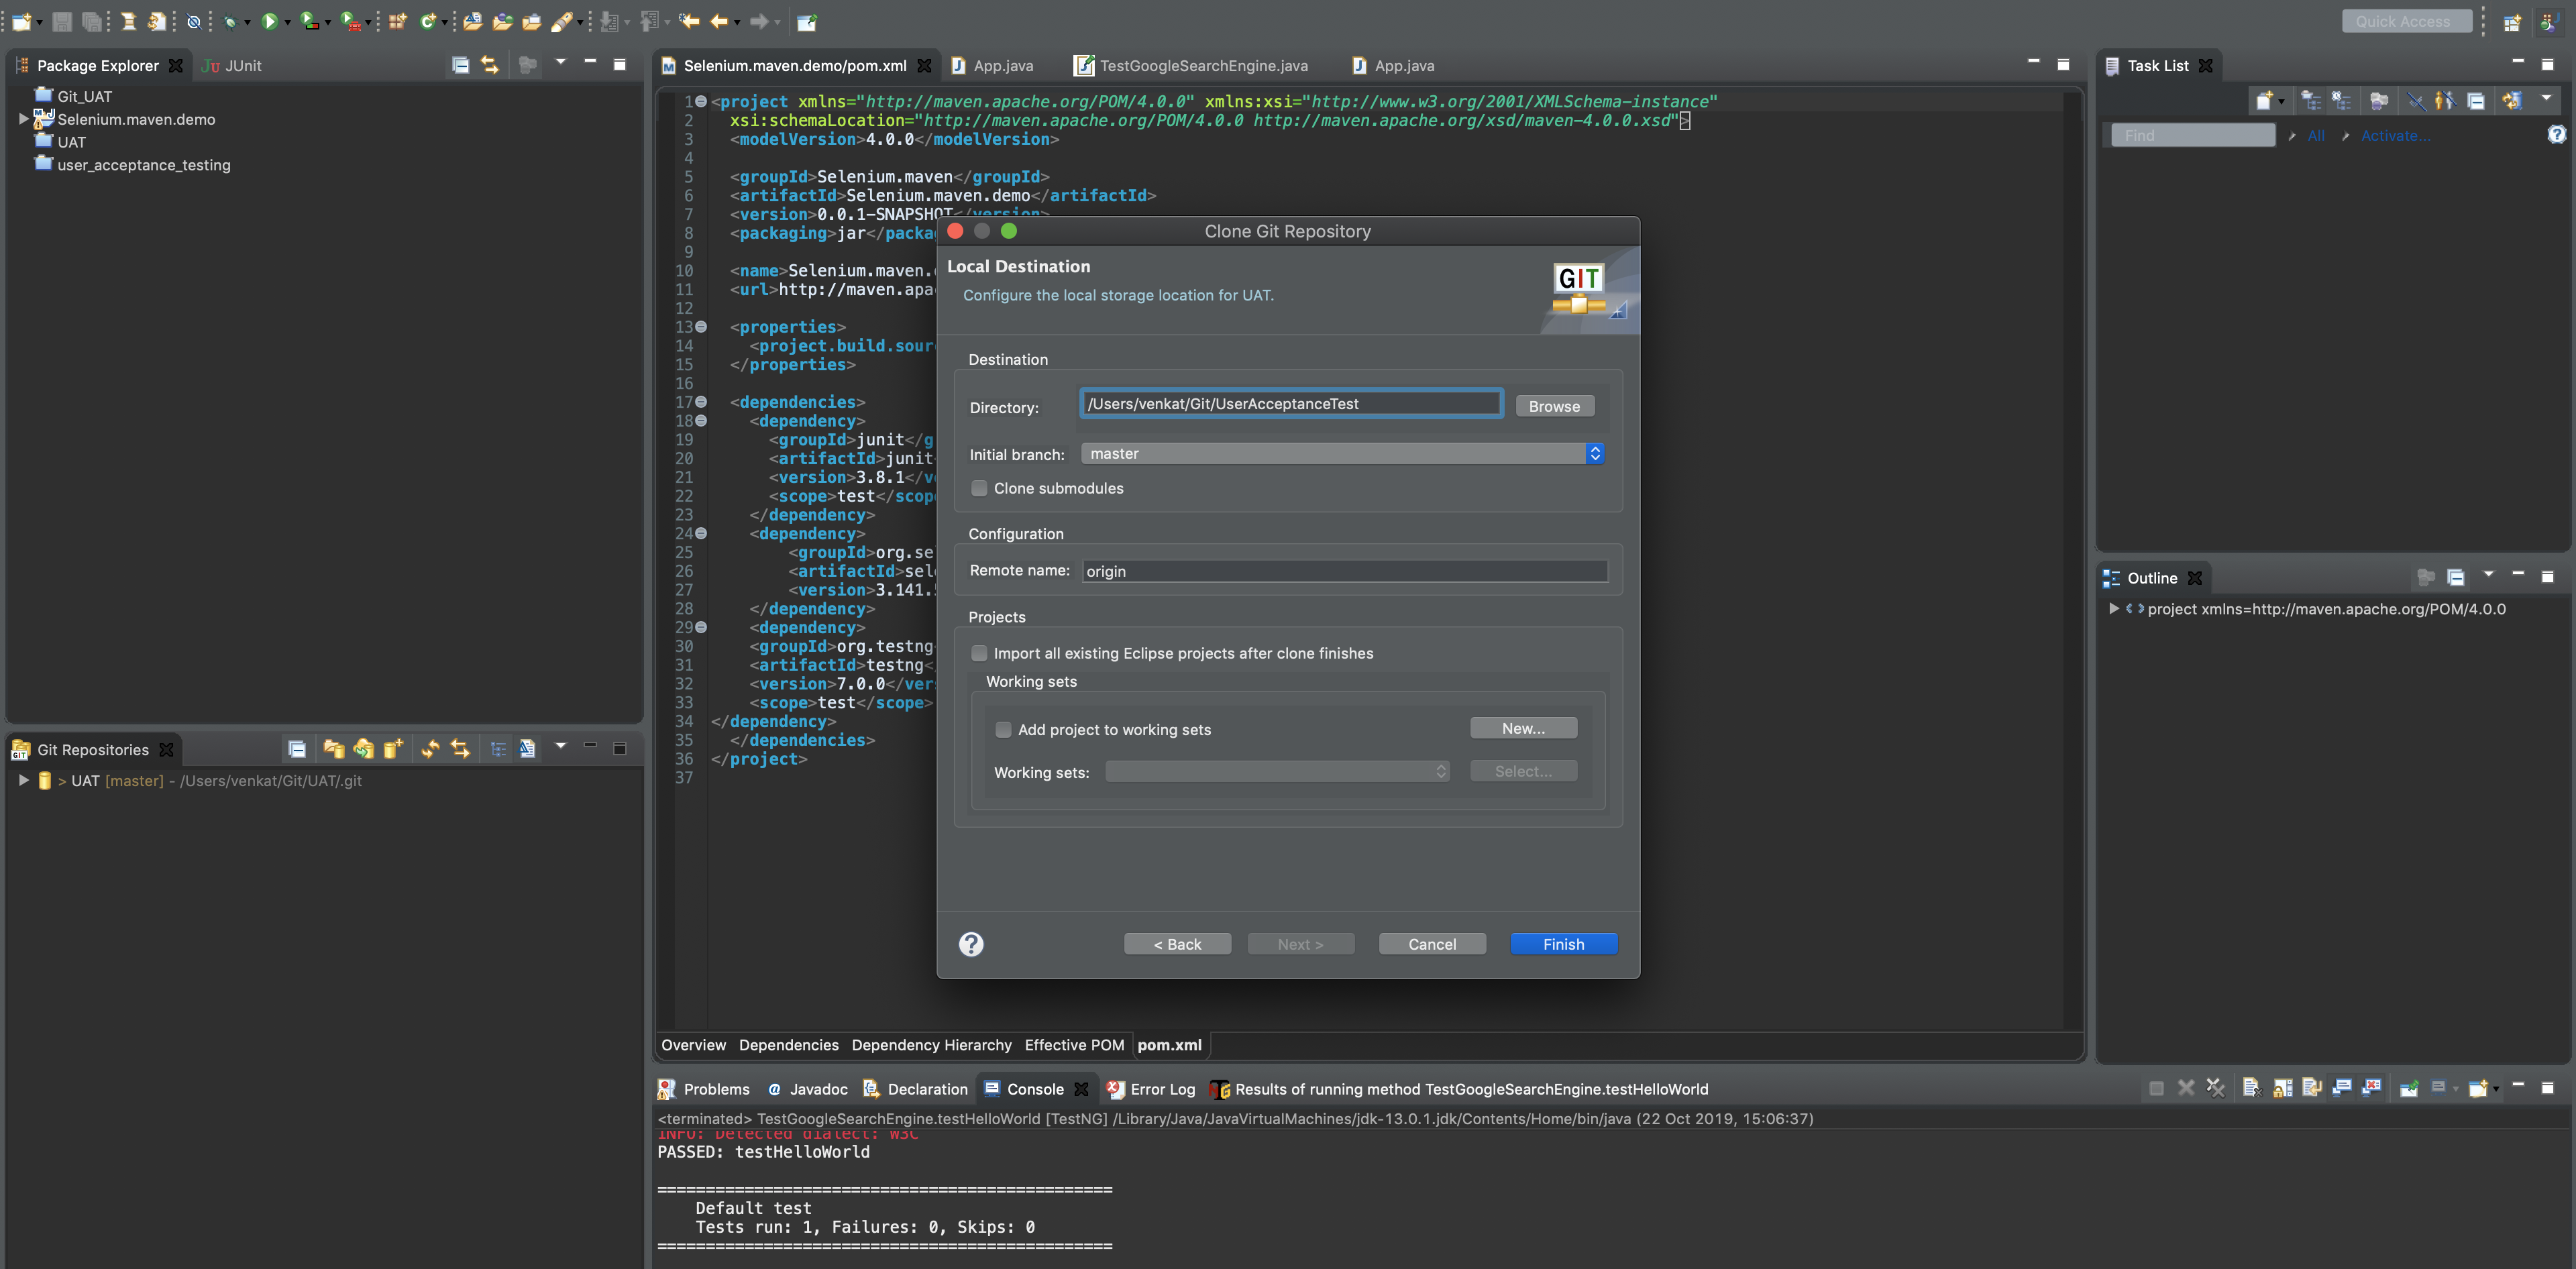 Quick Access
Package Explorer
JUnit
Git_UAT
Selenium.maven.demo
UAT
user_acceptance_testing
Git Repositories
> UAT [master] - /Users/venkat/Git/UAT/.git
Selenium.maven.demo/pom.xml
App.java
TestGoogleSearchEngine.java
App.java
1 <project xmlns="http://maven.apache.org/POM/4.0.0" xmlns:xsi="http://www.w3.org/2001/XMLSchema-instance"
2 xsi:schemaLocation="http://maven.apache.org/POM/4.0.0 http://maven.apache.org/xsd/maven-4.0.0.xsd">
3 <modelVersion>4.0.0</modelVersion>
4
5 <groupId>Selenium.maven</groupId>
6 <artifactId>Selenium.maven.demo</artifactId>
7 <version>0.0.1-SNAPSHOT</version>
8 <packaging>jar</packa
9
10 <name>Selenium.maven.
11 <url>http://maven.apa
12
13 <properties>
14 <project.build.sour
15 </properties>
16
17 <dependencies>
18 <dependency>
19 <groupId>junit</g
20 <artifactId>junit
21 <version>3.8.1</v
22 <scope>test</scop
23 </dependency>
24 <dependency>
25 <groupId>org.se
26 <artifactId>sel
27 <version>3.141.
28 </dependency>
29 <dependency>
30 <groupId>org.testng
31 <artifactId>testng<
32 <version>7.0.0</ver
33 <scope>test</scope>
34 </dependency>
35 </dependencies>
36 </project>
37
Overview Dependencies Dependency Hierarchy Effective POM pom.xml
Clone Git Repository
Local Destination
Configure the local storage location for UAT.
GIT
Destination
Directory: /Users/venkat/Git/UserAcceptanceTest Browse
Initial branch: master
Clone submodules
Configuration
Remote name: origin
Projects
Import all existing Eclipse projects after clone finishes
Working sets
Add project to working sets New...
Working sets: Select...
? < Back Next > Cancel Finish
Task List
Find All Activate...
Outline
project xmlns=http://maven.apache.org/POM/4.0.0
Problems @ Javadoc Declaration Console Error Log Results of running method TestGoogleSearchEngine.testHelloWorld
<terminated> TestGoogleSearchEngine.testHelloWorld [TestNG] /Library/Java/JavaVirtualMachines/jdk-13.0.1.jdk/Contents/Home/bin/java (22 Oct 2019, 15:06:37)
INFO: Detected dialect: W3C
PASSED: testHelloWorld
===============================================
Default test
Tests run: 1, Failures: 0, Skips: 0
===============================================